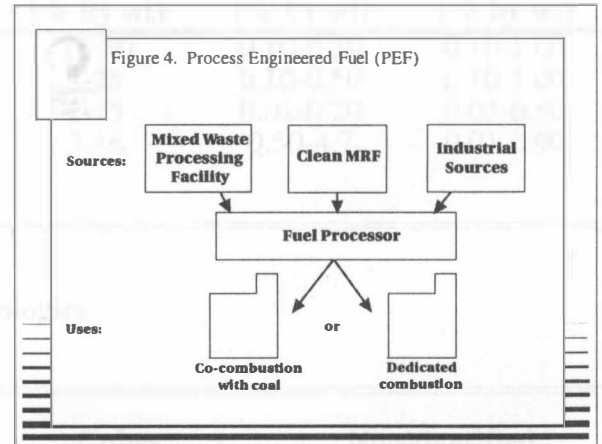 Figure 4. Process Engineered Fuel (PEF)
Sources:
Mixed Waste
Processing
Facility
Clean MRF
Industrial
Sources
Fuel Processor
Uses:
or
Co-combustion
with coal
Dedicated
combustion